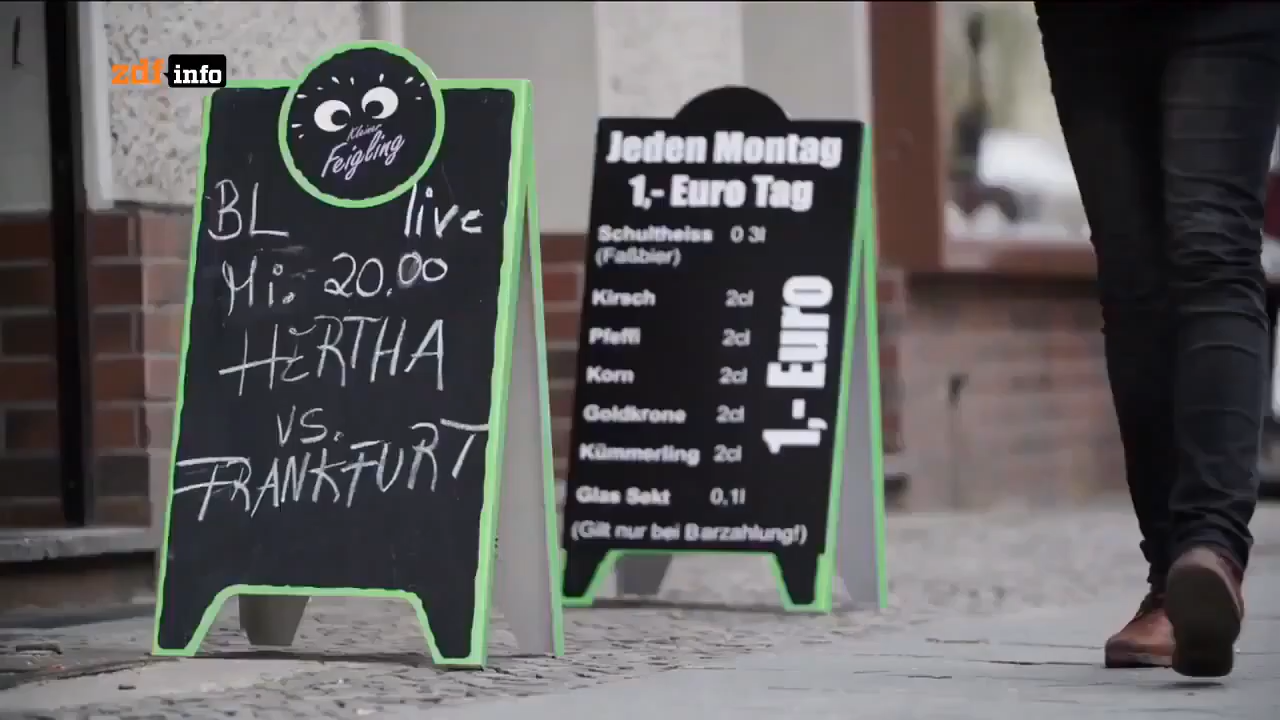 zdf info
Kleiner
Feigling
BL live
Mi. 20.00
HERTHA
vs.
FRANKFURT
Jeden Montag
1,- Euro Tag
Schultheiss 0 3l
(Faßbier)
Kirsch 2cl
Pfeffi 2cl
Korn 2cl
Goldkrone 2cl
Kümmerling 2cl
Glas Sekt 0,1l
(Gilt nur bei Barzahlung!)
1,- Euro